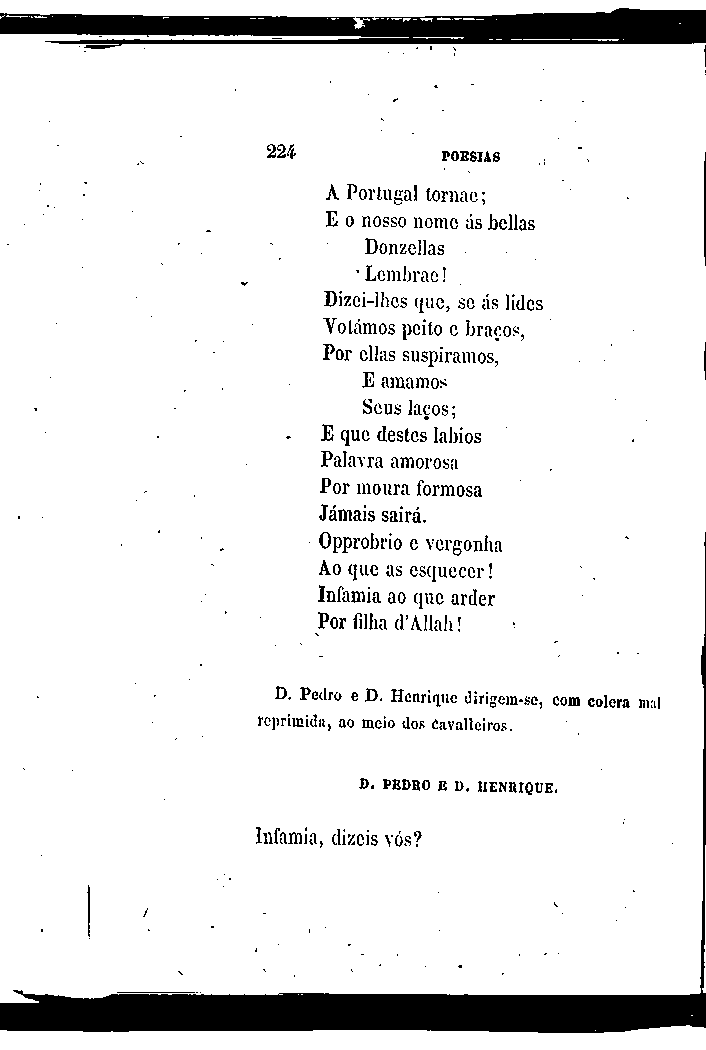 224 POESIAS
A Portugal tornae;
E o nosso nome ás bellas
Donzellas
Lembrae!
Dizei-lhes que, se ás lides
Votámos peito e braços,
Por ellas suspiramos,
E amamos
Seus laços;
E que destes labios
Palavra amorosa
Por moura formosa
Jámais sairá.
Opprobrio e vergonha
Ao que as esquecer!
Infamia ao que arder
Por filha d'Allah!
D. Pedro e D. Henrique dirigem-se, com colera mal
reprimida, ao meio dos cavalleiros.
D. PEDRO E D. HENRIQUE.
Infamia, dizeis vós?